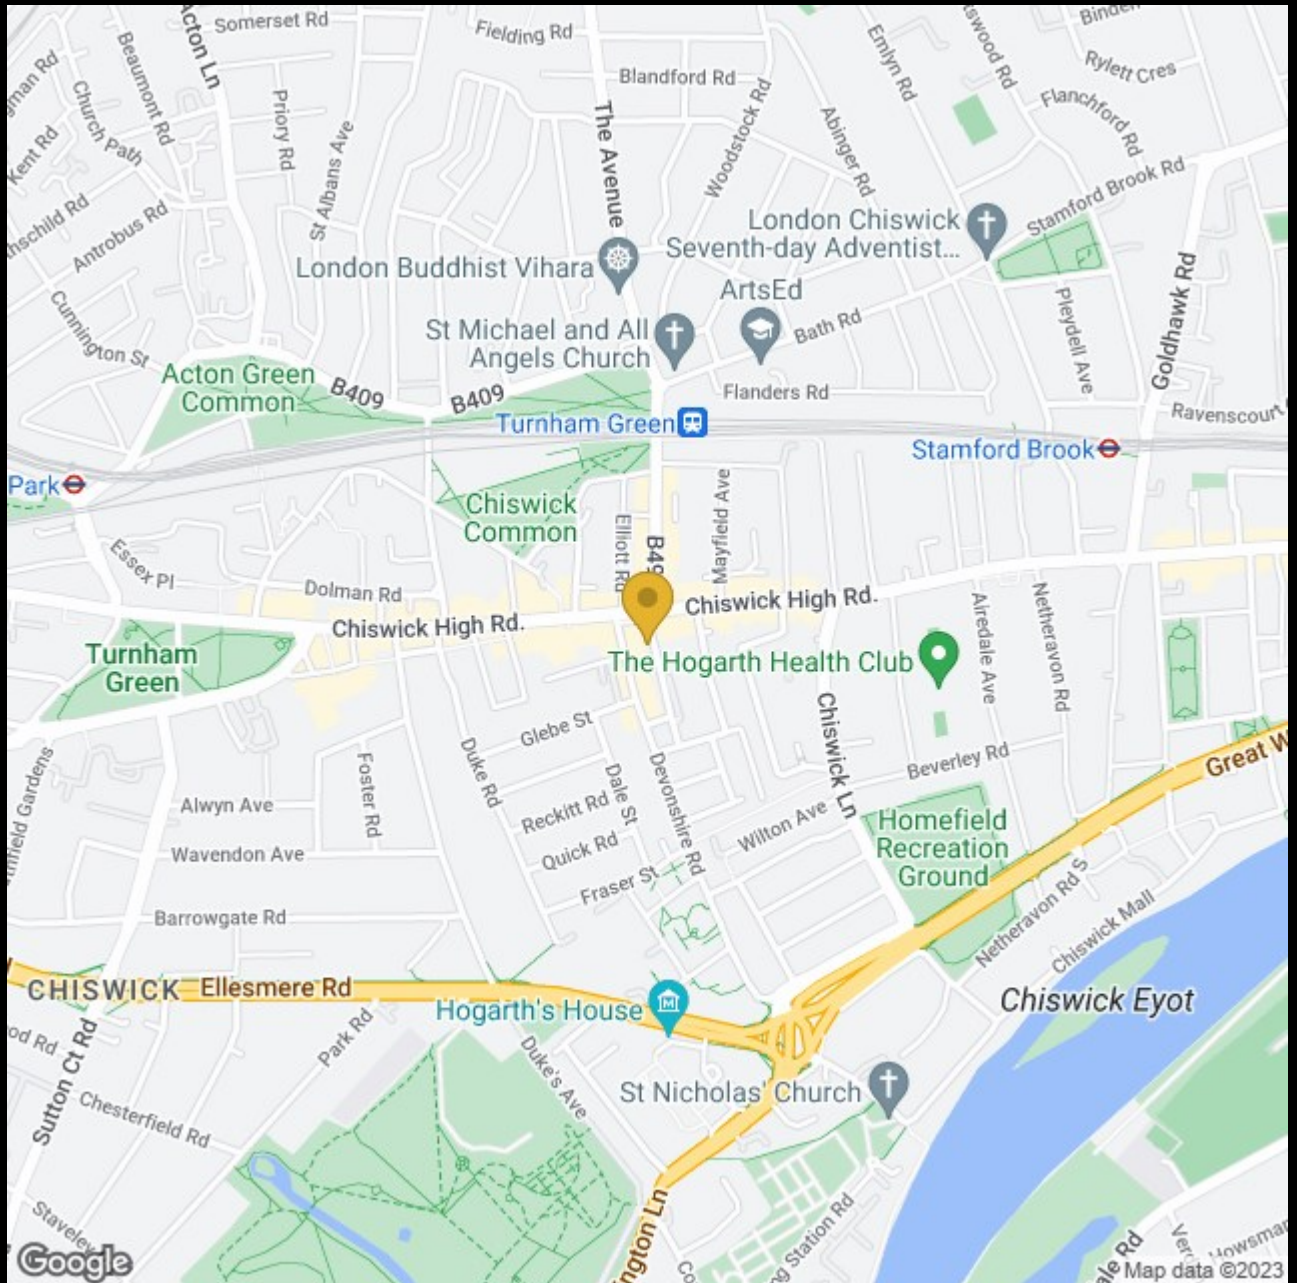 Somerset Rd
Acton Ln
Beaumont Rd
Fielding Rd
Blandford Rd
The Avenue
Woodstock Rd
Emlyn Rd
Abinger Rd
Rylett Cres
Flanchford Rd
Kent Rd
Church Path
Priory Rd
St Albans Ave
Antrobus Rd
Stamford Brook Rd
London Chiswick
Seventh-day Adventist...
London Buddhist Vihara
ArtsEd
Bath Rd
Pleydell Ave
Goldhawk Rd
Cunnington St
St Michael and All
Angels Church
Acton Green
Common
B409
B409
Flanders Rd
Ravenscourt
Turnham Green
Stamford Brook
Park
Chiswick
Common
Mayfield Ave
Elliott Rd
Essex Pl
Dolman Rd
Chiswick High Rd.
Chiswick High Rd.
Airedale Ave
Netheravon Rd
Turnham
Green
The Hogarth Health Club
Chiswick Ln
Glebe St
Duke Rd
Foster Rd
Dale St
Devonshire Rd
Beverley Rd
Great W
Alwyn Ave
Reckitt Rd
Wilton Ave
Homefield
Recreation
Ground
Wavendon Ave
Quick Rd
Fraser St
Barrowgate Rd
Netheravon Rd S
Chiswick Mall
CHISWICK
Ellesmere Rd
Hogarth's House
Chiswick Eyot
Park Rd
Sutton Ct Rd
Duke's Ave
St Nicholas' Church
Chesterfield Rd
Staveley
Google
Map data ©2023